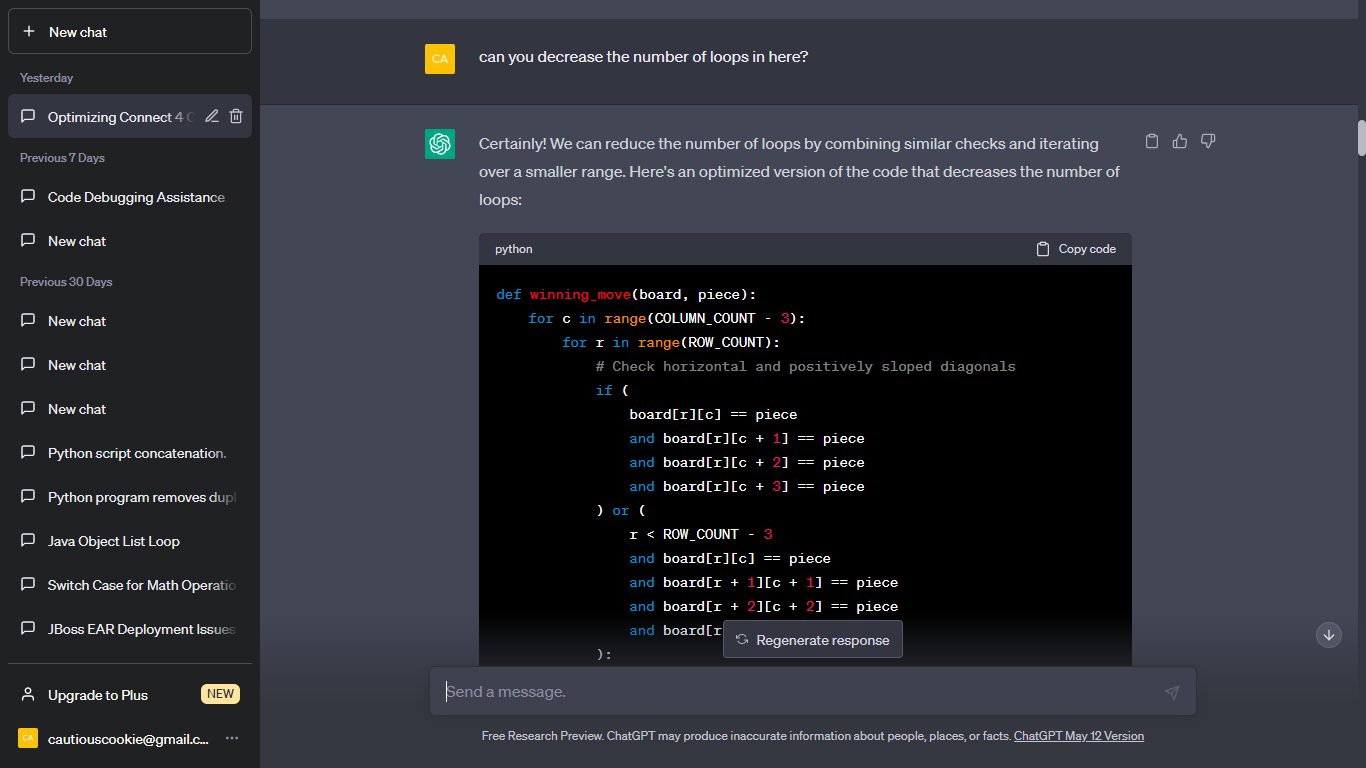 New chat
Yesterday
Optimizing Connect 4
Previous 7 Days
Code Debugging Assistance
New chat
Previous 30 Days
New chat
New chat
New chat
Python script concatenation.
Python program removes dupl
Java Object List Loop
Switch Case for Math Operatio
JBoss EAR Deployment Issues
Upgrade to Plus
NEW
CA
cautiouscookie@gmail.c...
CA
can you decrease the number of loops in here?
Certainly! We can reduce the number of loops by combining similar checks and iterating
over a smaller range. Here's an optimized version of the code that decreases the number of
loops:
python
Copy code
def winning_move(board, piece):
    for c in range(COLUMN_COUNT - 3):
        for r in range(ROW_COUNT):
            # Check horizontal and positively sloped diagonals
            if (
                board[r][c] == piece
                and board[r][c + 1] == piece
                and board[r][c + 2] == piece
                and board[r][c + 3] == piece
            ) or (
                r < ROW_COUNT - 3
                and board[r][c] == piece
                and board[r + 1][c + 1] == piece
                and board[r + 2][c + 2] == piece
                and board[r
            ):
Regenerate response
Send a message.
Free Research Preview. ChatGPT may produce inaccurate information about people, places, or facts. ChatGPT May 12 Version